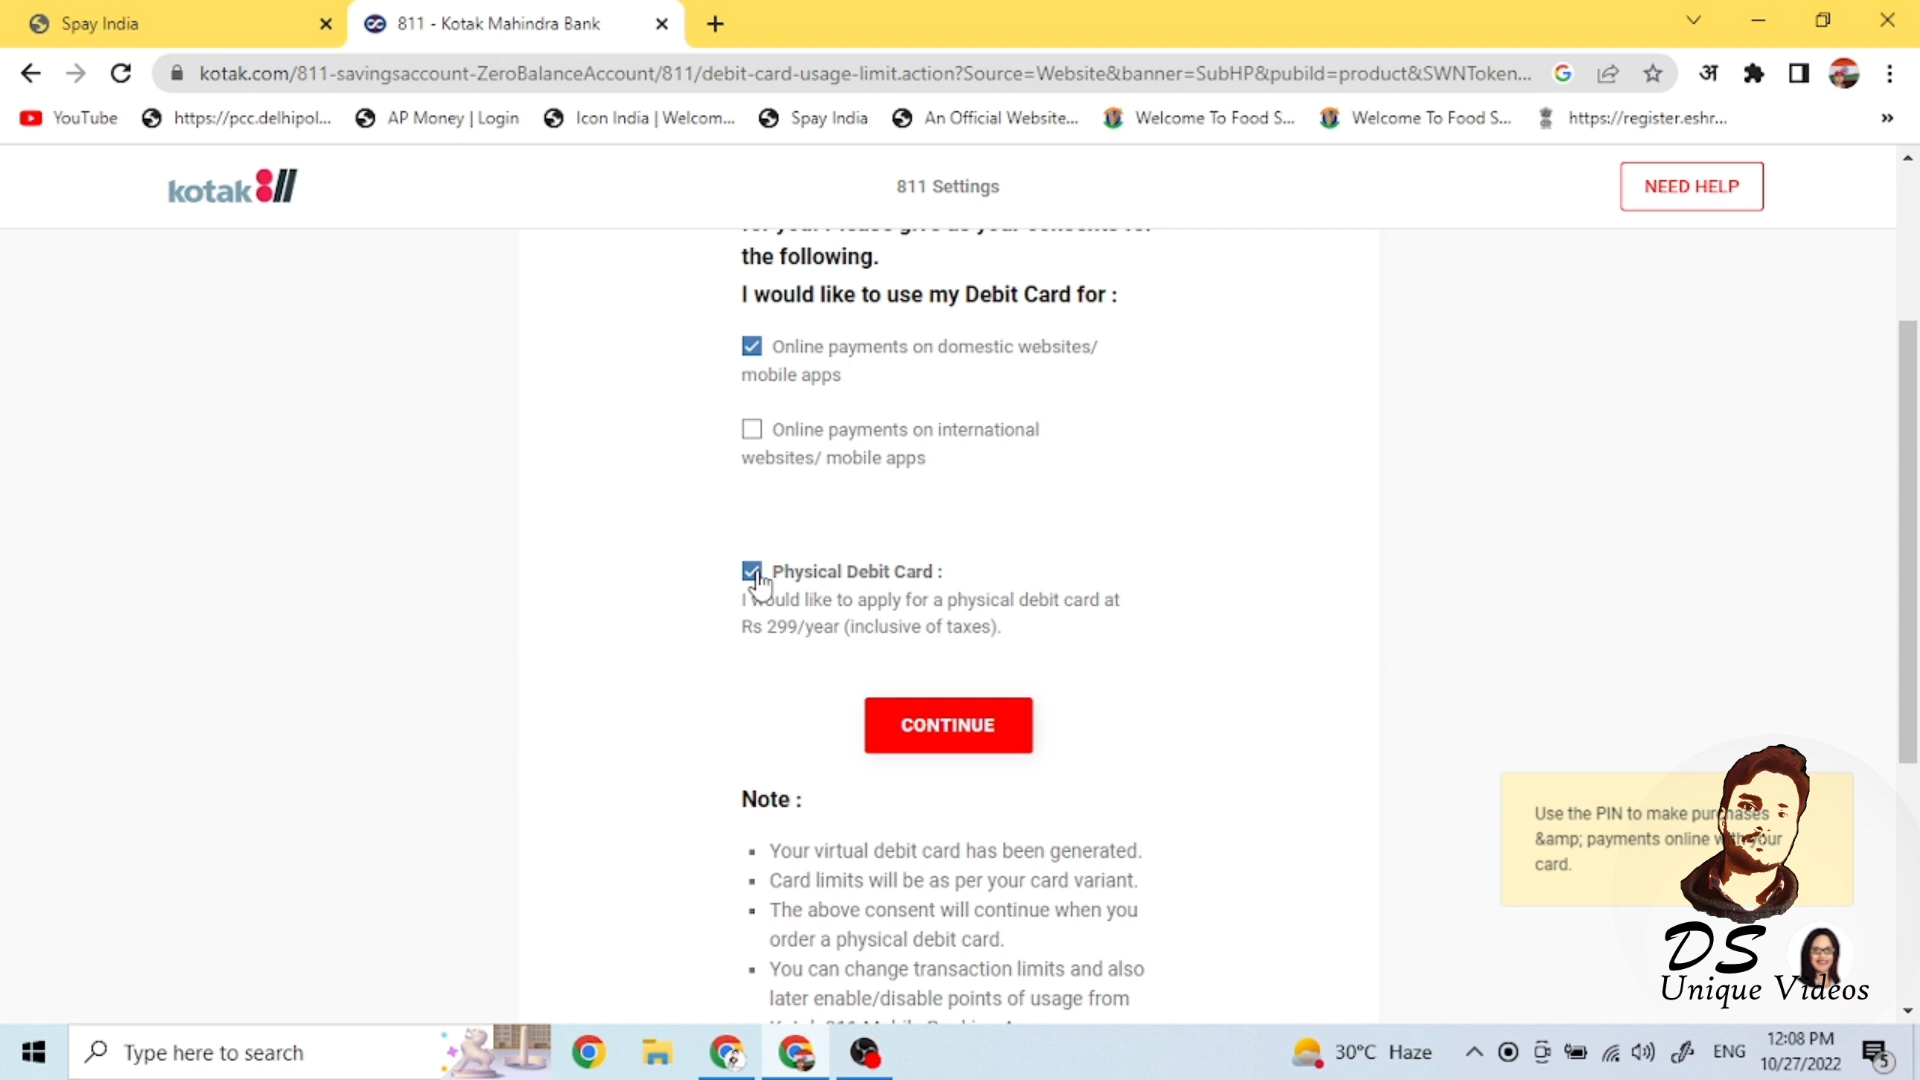 Spay India
811 - Kotak Mahindra Bank
kotak.com/811-savingsaccount-ZeroBalanceAccount/811/debit-card-usage-limit.action?Source=Website&banner=SubHP&pubild=product&SWNToken...
अ
YouTube
https://pcc.delhipol...
AP Money | Login
Icon India | Welcom...
Spay India
An Official Website...
Welcome To Food S...
Welcome To Food S...
https://register.eshr...
»
kotak 811
811 Settings
NEED HELP
the following.
I would like to use my Debit Card for :
Online payments on domestic websites/
mobile apps
Online payments on international
websites/ mobile apps
Physical Debit Card :
I would like to apply for a physical debit card at
Rs 299/year (inclusive of taxes).
CONTINUE
Note :
Your virtual debit card has been generated.
Card limits will be as per your card variant.
The above consent will continue when you
order a physical debit card.
You can change transaction limits and also
later enable/disable points of usage from
Use the PIN to make purchases
&amp; payments online with your
card.
DS
Unique Videos
Type here to search
30°C Haze
ENG
12:08 PM
10/27/2022
5